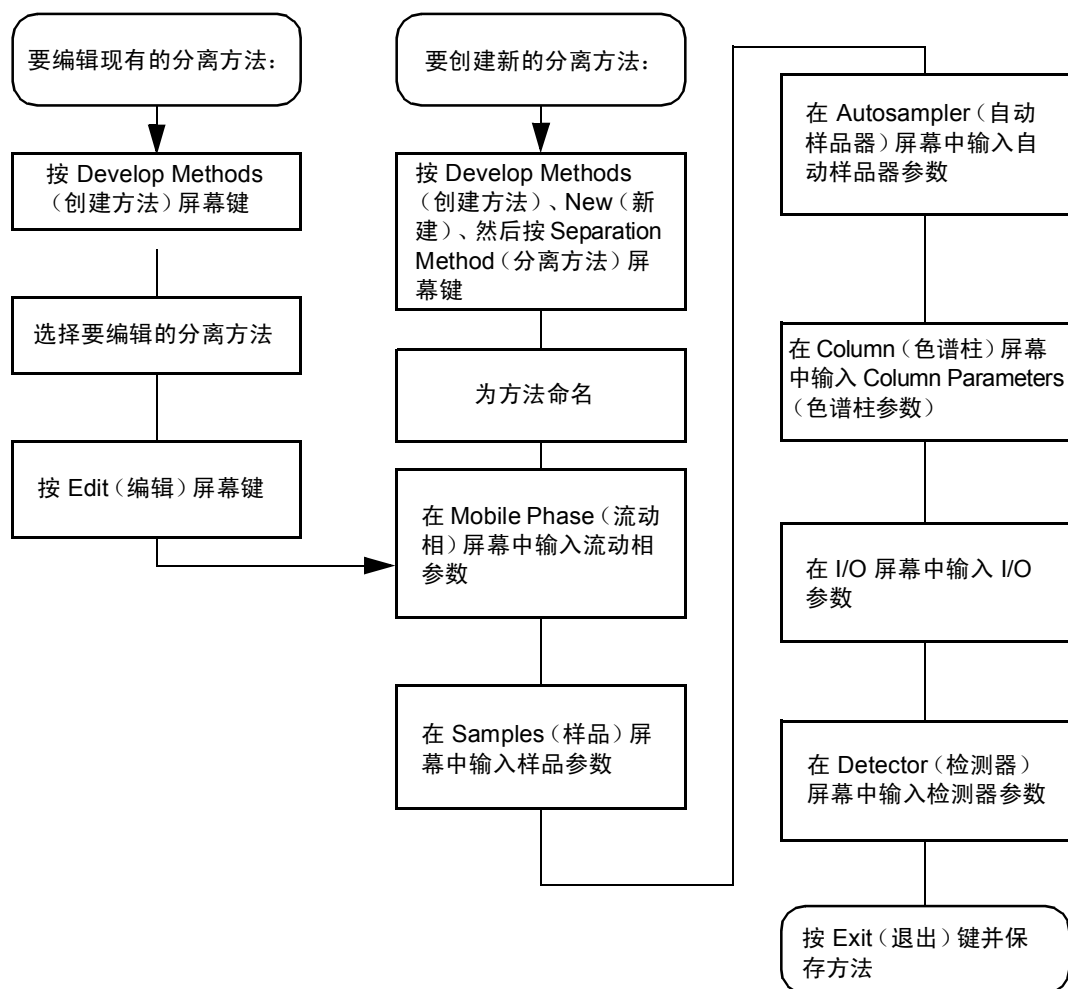 要编辑现有的分离方法：
按 Develop Methods
（创建方法）屏幕键
选择要编辑的分离方法
按 Edit（编辑）屏幕键
要创建新的分离方法：
按 Develop Methods
（创建方法）、New（新
建）、然后按 Separation
Method（分离方法）屏
幕键
为方法命名
在 Mobile Phase（流动
相）屏幕中输入流动相
参数
在 Samples（样品）屏
幕中输入样品参数
在 Autosampler（自动
样品器）屏幕中输入自
动样品器参数
在 Column（色谱柱）屏幕
中输入 Column Parameters
（色谱柱参数）
在 I/O 屏幕中输入 I/O
参数
在 Detector（检测器）
屏幕中输入检测器参数
按 Exit（退出）键并保
存方法